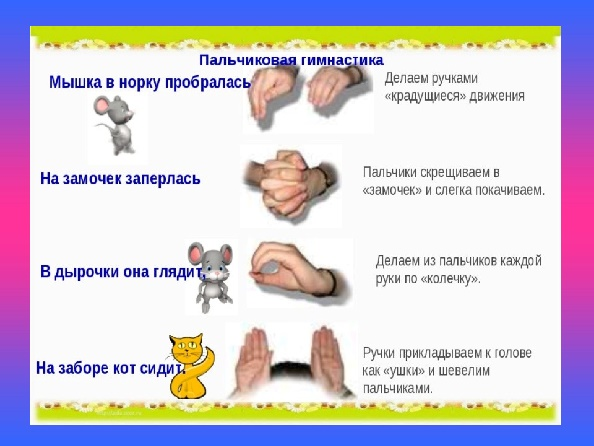 Пальчиковая гимнастика
Мышка в норку пробралась
Делаем ручками
«крадущиеся» движения
На замочек заперлась
Пальчики скрещиваем в
«замочек» и слегка покачиваем.
В дырочки она глядит,
Делаем из пальчиков каждой
руки по «колечку».
На заборе кот сидит.
Ручки прикладываем к голове
как «ушки» и шевелим
пальчиками.